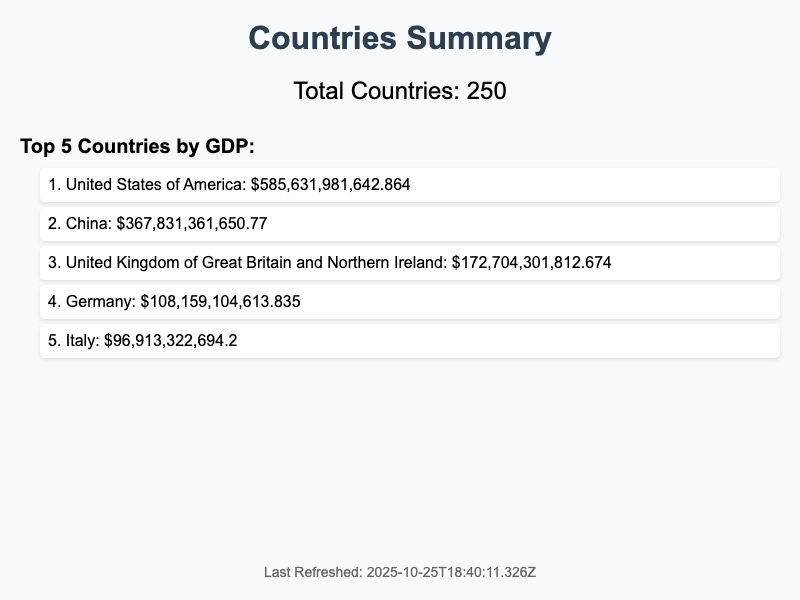 Countries Summary
Total Countries: 250
Top 5 Countries by GDP:
1. United States of America: $585,631,981,642.864
2. China: $367,831,361,650.77
3. United Kingdom of Great Britain and Northern Ireland: $172,704,301,812.674
4. Germany: $108,159,104,613.835
5. Italy: $96,913,322,694.2
Last Refreshed: 2025-10-25T18:40:11.326Z